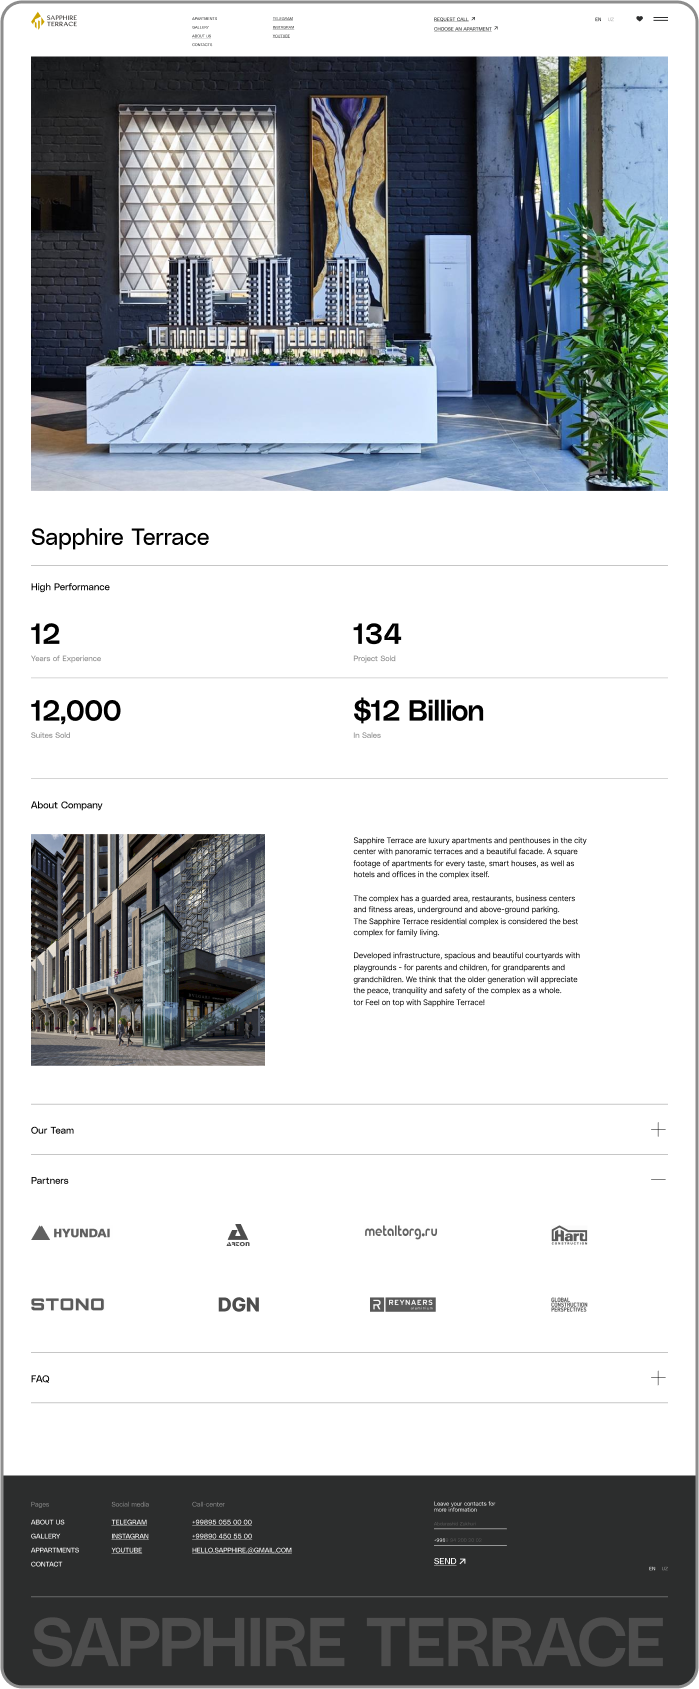 SAPPHIRE
TERRACE
APARTMENTS
GALLERY
ABOUT US
CONTACTS
TELEGRAM
INSTAGRAM
YOUTUBE
REQUEST CALL
CHOOSE AN APARTMENT
EN UZ
Sapphire Terrace
High Performance
12
Years of Experience
134
Project Sold
12,000
Suites Sold
$12 Billion
In Sales
About Company
Sapphire Terrace are luxury apartments and penthouses in the city
center with panoramic terraces and a beautiful facade. A square
footage of apartments for every taste, smart houses, as well as
hotels and offices in the complex itself.
The complex has a guarded area, restaurants, business centers
and fitness areas, underground and above-ground parking.
The Sapphire Terrace residential complex is considered the best
complex for family living.
Developed infrastructure, spacious and beautiful courtyards with
playgrounds - for parents and children, for grandparents and
grandchildren. We think that the older generation will appreciate
the peace, tranquility and safety of the complex as a whole.
tor Feel on top with Sapphire Terrace!
Our Team
Partners
HYUNDAI
ARCON
metaltorg.ru
Hart
CONSTRUCTION
STONO
DGN
R REYNAERS
aluminium
GLOBAL
CONSTRUCTION
PERSPECTIVES
FAQ
Pages
ABOUT US
GALLERY
APPARTMENTS
CONTACT
Social media
TELEGRAM
INSTAGRAN
YOUTUBE
Call-center
+99895 055 00 00
+99890 450 55 00
HELLO.SAPPHIRE.@GMAIL.COM
Leave your contacts for
more information
+998
SEND
EN UZ
SAPPHIRE TERRACE